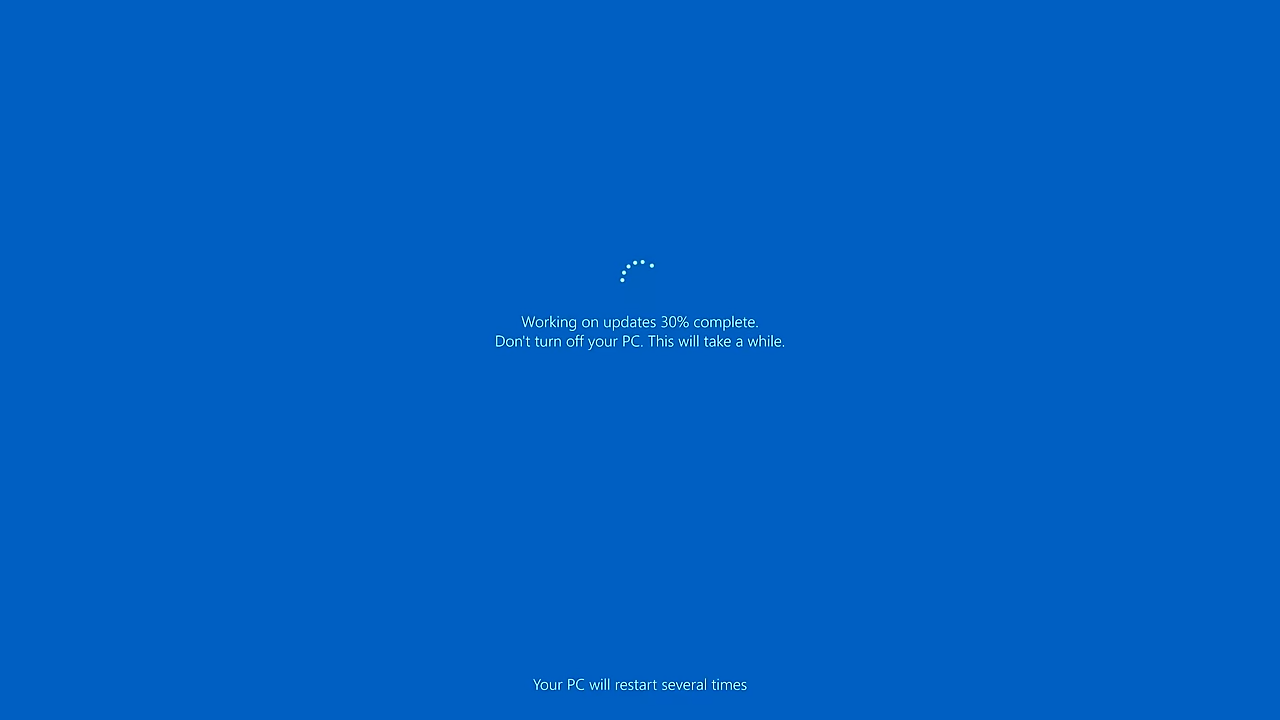 Working on updates 30% complete.
Don't turn off your PC. This will take a while.
Your PC will restart several times